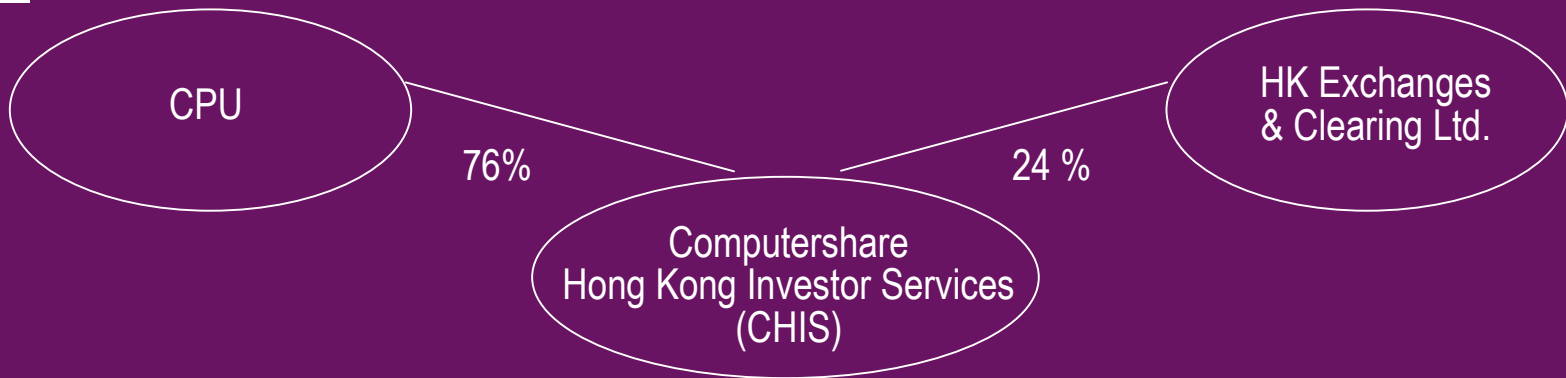 CPU
HK Exchanges
& Clearing Ltd.
76%
24 %
Computershare
Hong Kong Investor Services
(CHIS)